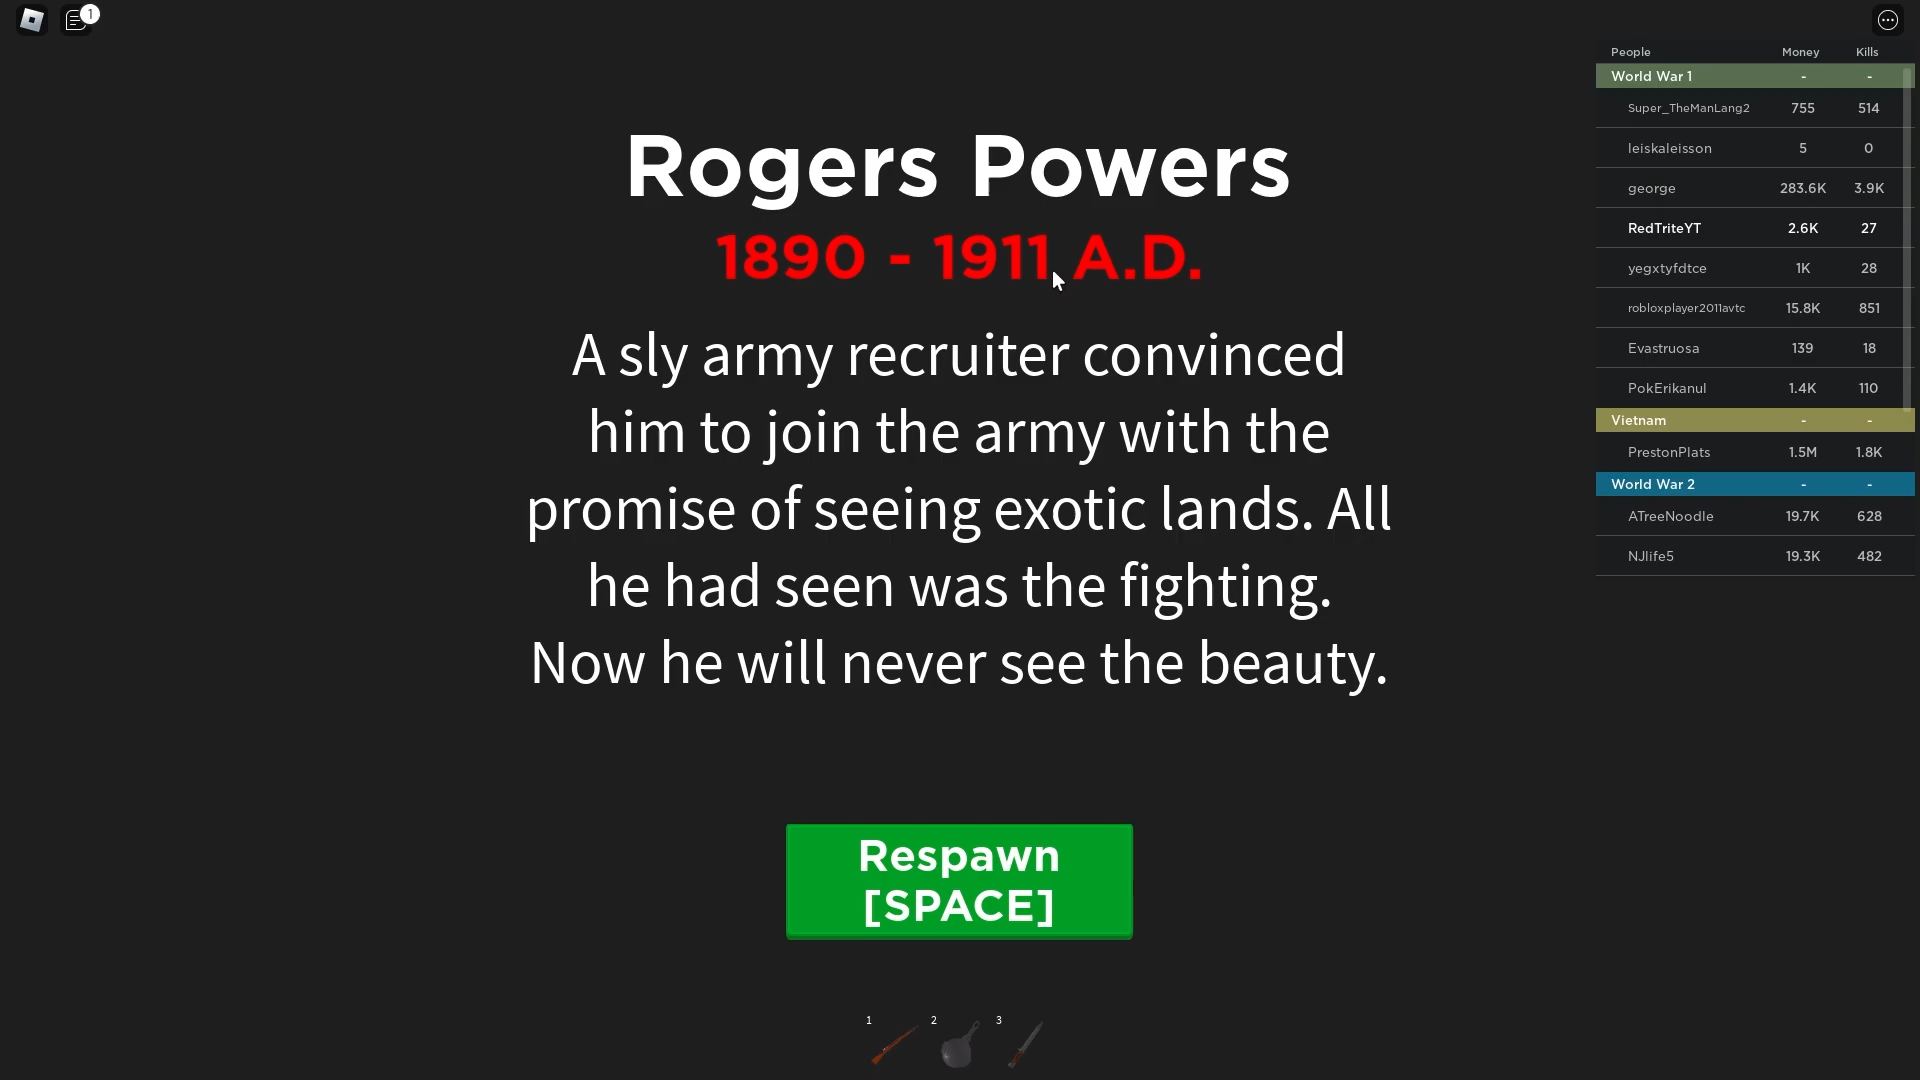 1
People Money Kills
World War 1 - -
Super_TheManLang2 755 514
leiskaleisson 5 0
george 283.6K 3.9K
RedTriteYT 2.6K 27
yegxtyfdtce 1K 28
robloxplayer2011avtc 15.8K 851
Evastruosa 139 18
PokErikanul 1.4K 110
Vietnam - -
PrestonPlats 1.5M 1.8K
World War 2 - -
ATreeNoodle 19.7K 628
NJlife5 19.3K 482
Rogers Powers
1890 - 1911 A.D.
A sly army recruiter convinced
him to join the army with the
promise of seeing exotic lands. All
he had seen was the fighting.
Now he will never see the beauty.
Respawn
[SPACE]
1 2 3